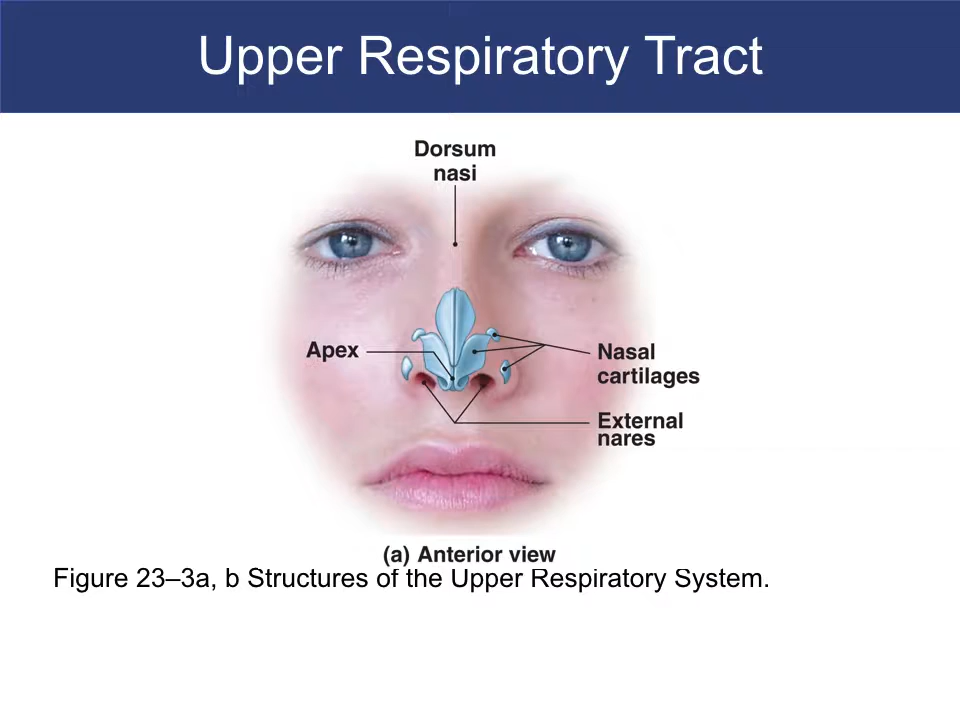 Upper Respiratory Tract
Dorsum
nasi
Apex
Nasal
cartilages
External
nares
(a) Anterior view
Figure 23–3a, b Structures of the Upper Respiratory System.